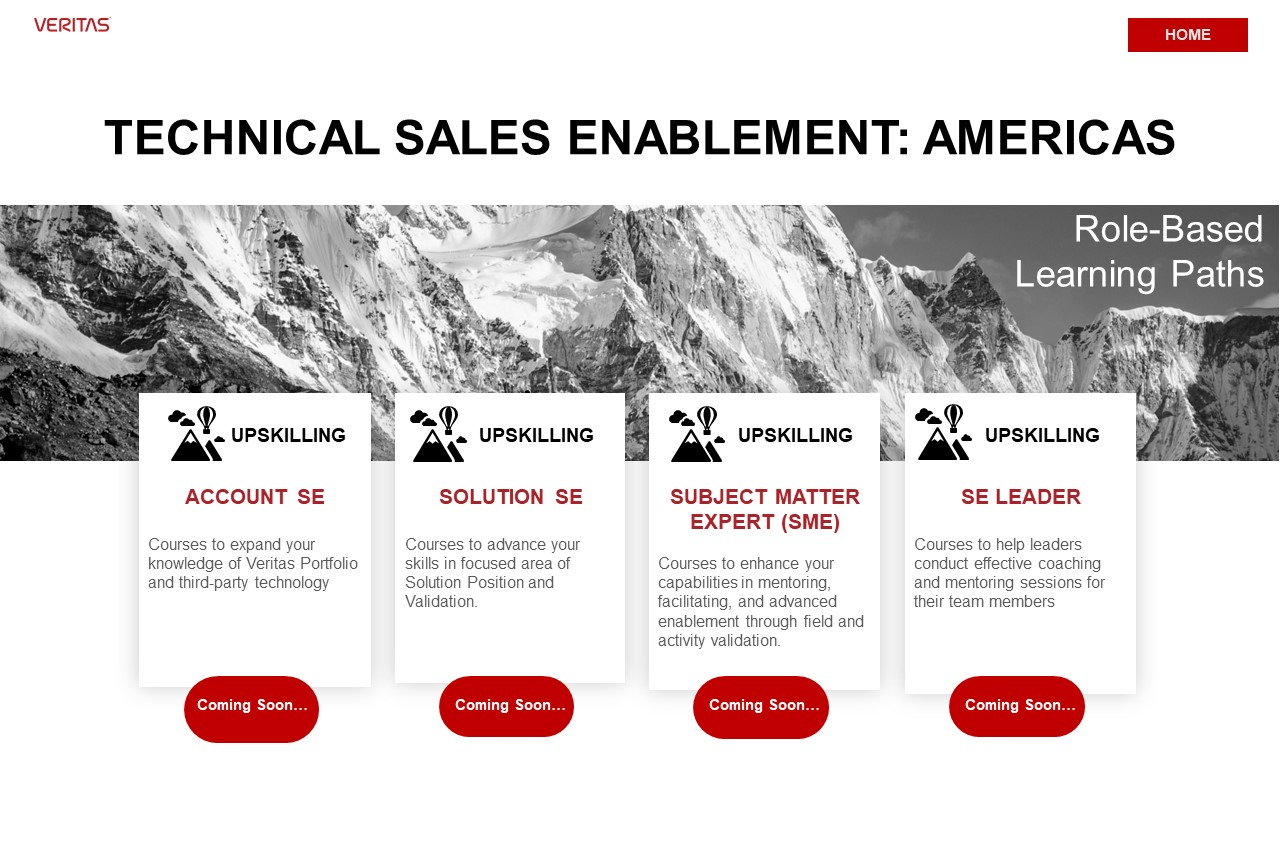 VERITAS
HOME
TECHNICAL SALES ENABLEMENT: AMERICAS
Role-Based
Learning Paths
UPSKILLING
ACCOUNT SE
Courses to expand your
knowledge of Veritas Portfolio
and third-party technology
Coming Soon...
UPSKILLING
SOLUTION SE
Courses to advance your
skills in focused area of
Solution Position and
Validation.
Coming Soon...
UPSKILLING
SUBJECT MATTER
EXPERT (SME)
Courses to enhance your
capabilities in mentoring,
facilitating, and advanced
enablement through field and
activity validation.
Coming Soon...
UPSKILLING
SE LEADER
Courses to help leaders
conduct effective coaching
and mentoring sessions for
their team members
Coming Soon...